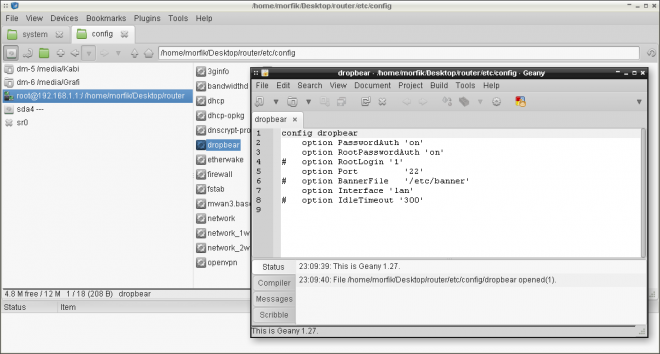 /home/morfik/Desktop/router/etc/config
File View Devices Bookmarks Plugins Tools Help
system
config
/home/morfik/Desktop/router/etc/config
dm-5 /media/Kabi
dm-6 /media/Grafi
root@192.168.1.1:/ /home/morfik/Desktop/router
sda4 ---
sr0
3ginfo
bandwidthd
dhcp
dhcp-opkg
dnscrypt-pro
dropbear
etherwake
firewall
fstab
mwan3.base
network
network_1w
network_2w
openvpn
4.8 M free / 12 M 1 / 18 (208 B) dropbear
Status Item
dropbear - /home/morfik/Desktop/router/etc/config - Geany
File Edit Search View Document Project Build Tools Help
dropbear
1 config dropbear
2 option PasswordAuth 'on'
3 option RootPasswordAuth 'on'
4 # option RootLogin '1'
5 option Port '22'
6 # option BannerFile '/etc/banner'
7 option Interface 'lan'
8 # option IdleTimeout '300'
9
Status
Compiler
Messages
Scribble
23:09:39: This is Geany 1.27.
23:09:40: File /home/morfik/Desktop/router/etc/config/dropbear opened(1).
This is Geany 1.27.